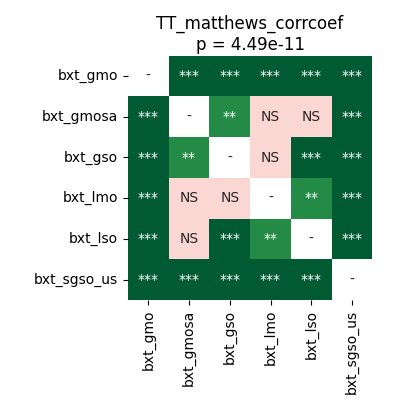 TT_matthews_corrcoef
p = 4.49e-11
bxt_gmo - *** *** *** *** ***
bxt_gmosa *** - ** NS NS ***
bxt_gso *** ** - NS *** ***
bxt_lmo *** NS NS - ** ***
bxt_lso *** NS *** ** - ***
bxt_sgso_us *** *** *** *** *** -
bxt_gmo
bxt_gmosa
bxt_gso
bxt_lmo
bxt_lso
bxt_sgso_us